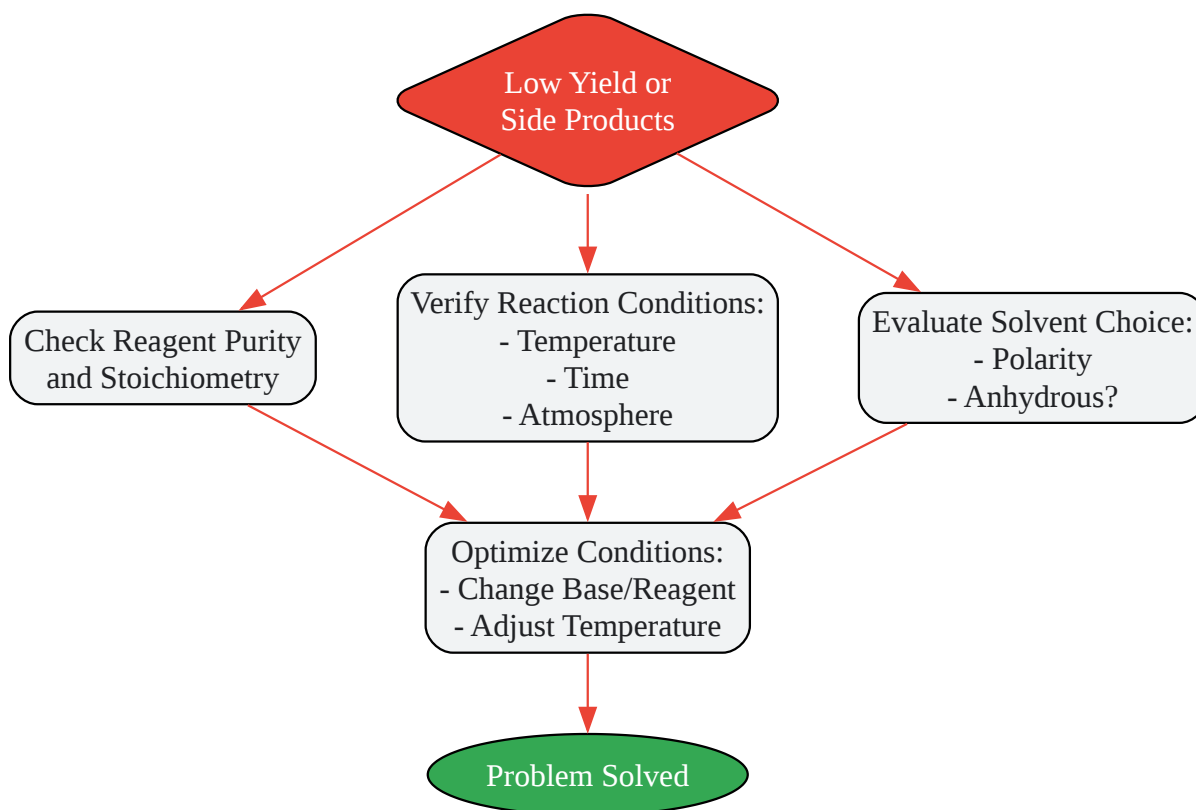 Low Yield or
Side Products
Check Reagent Purity
and Stoichiometry
Verify Reaction Conditions:
- Temperature
- Time
- Atmosphere
Evaluate Solvent Choice:
- Polarity
- Anhydrous?
Optimize Conditions:
- Change Base/Reagent
- Adjust Temperature
Problem Solved